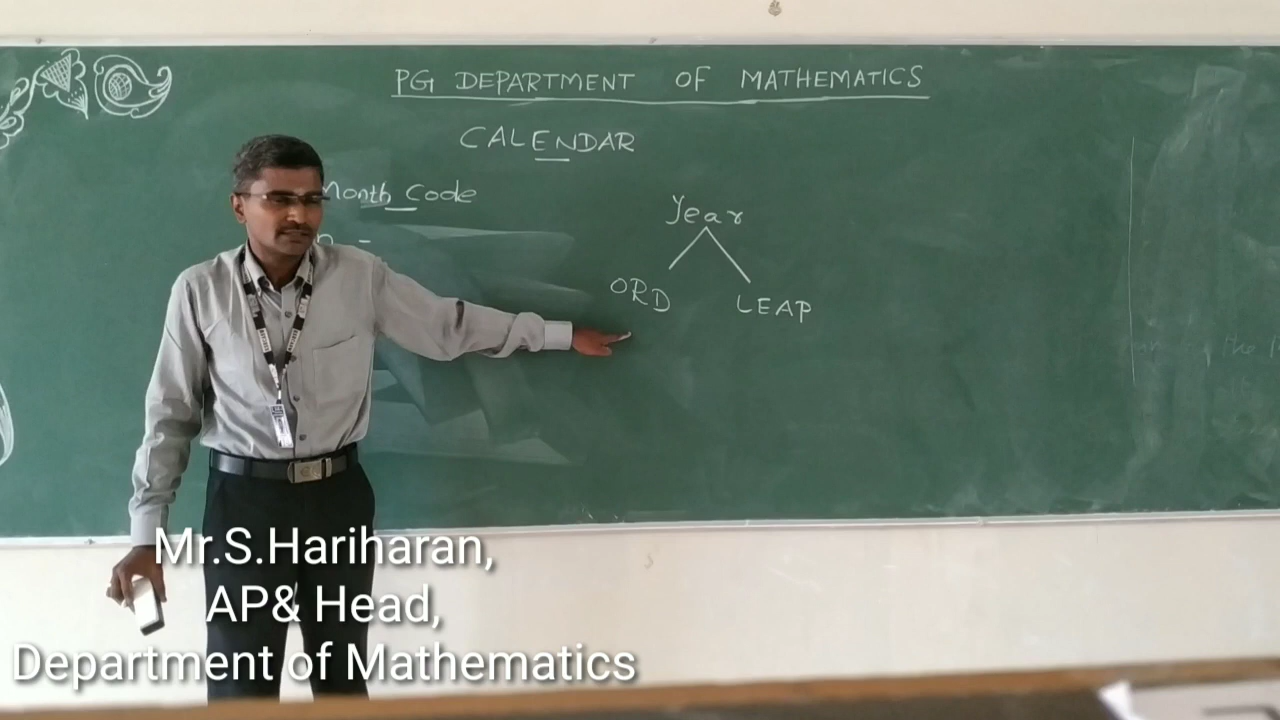 PG DEPARTMENT OF MATHEMATICS
CALENDAR
Month Code
Year
ORD LEAP
Mr.S.Hariharan,
AP& Head,
Department of Mathematics